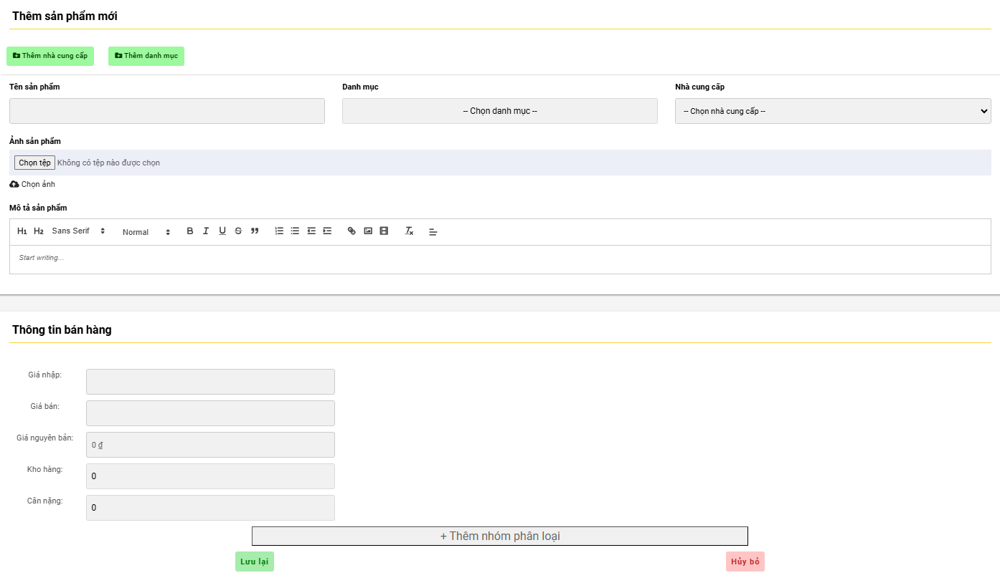 Thêm sản phẩm mới
Thêm nhà cung cấp Thêm danh mục
Tên sản phẩm Danh mục Nhà cung cấp
-- Chọn danh mục -- -- Chọn nhà cung cấp --
Ảnh sản phẩm
Chọn tệp Không có tệp nào được chọn
Chọn ảnh
Mô tả sản phẩm
H1 H2 Sans Serif Normal B I U S
Start writing...
Thông tin bán hàng
Giá nhập:
Giá bán:
Giá nguyên bản: 0 ₫
Kho hàng: 0
Cân nặng: 0
+ Thêm nhóm phân loại
Lưu lại Hủy bỏ